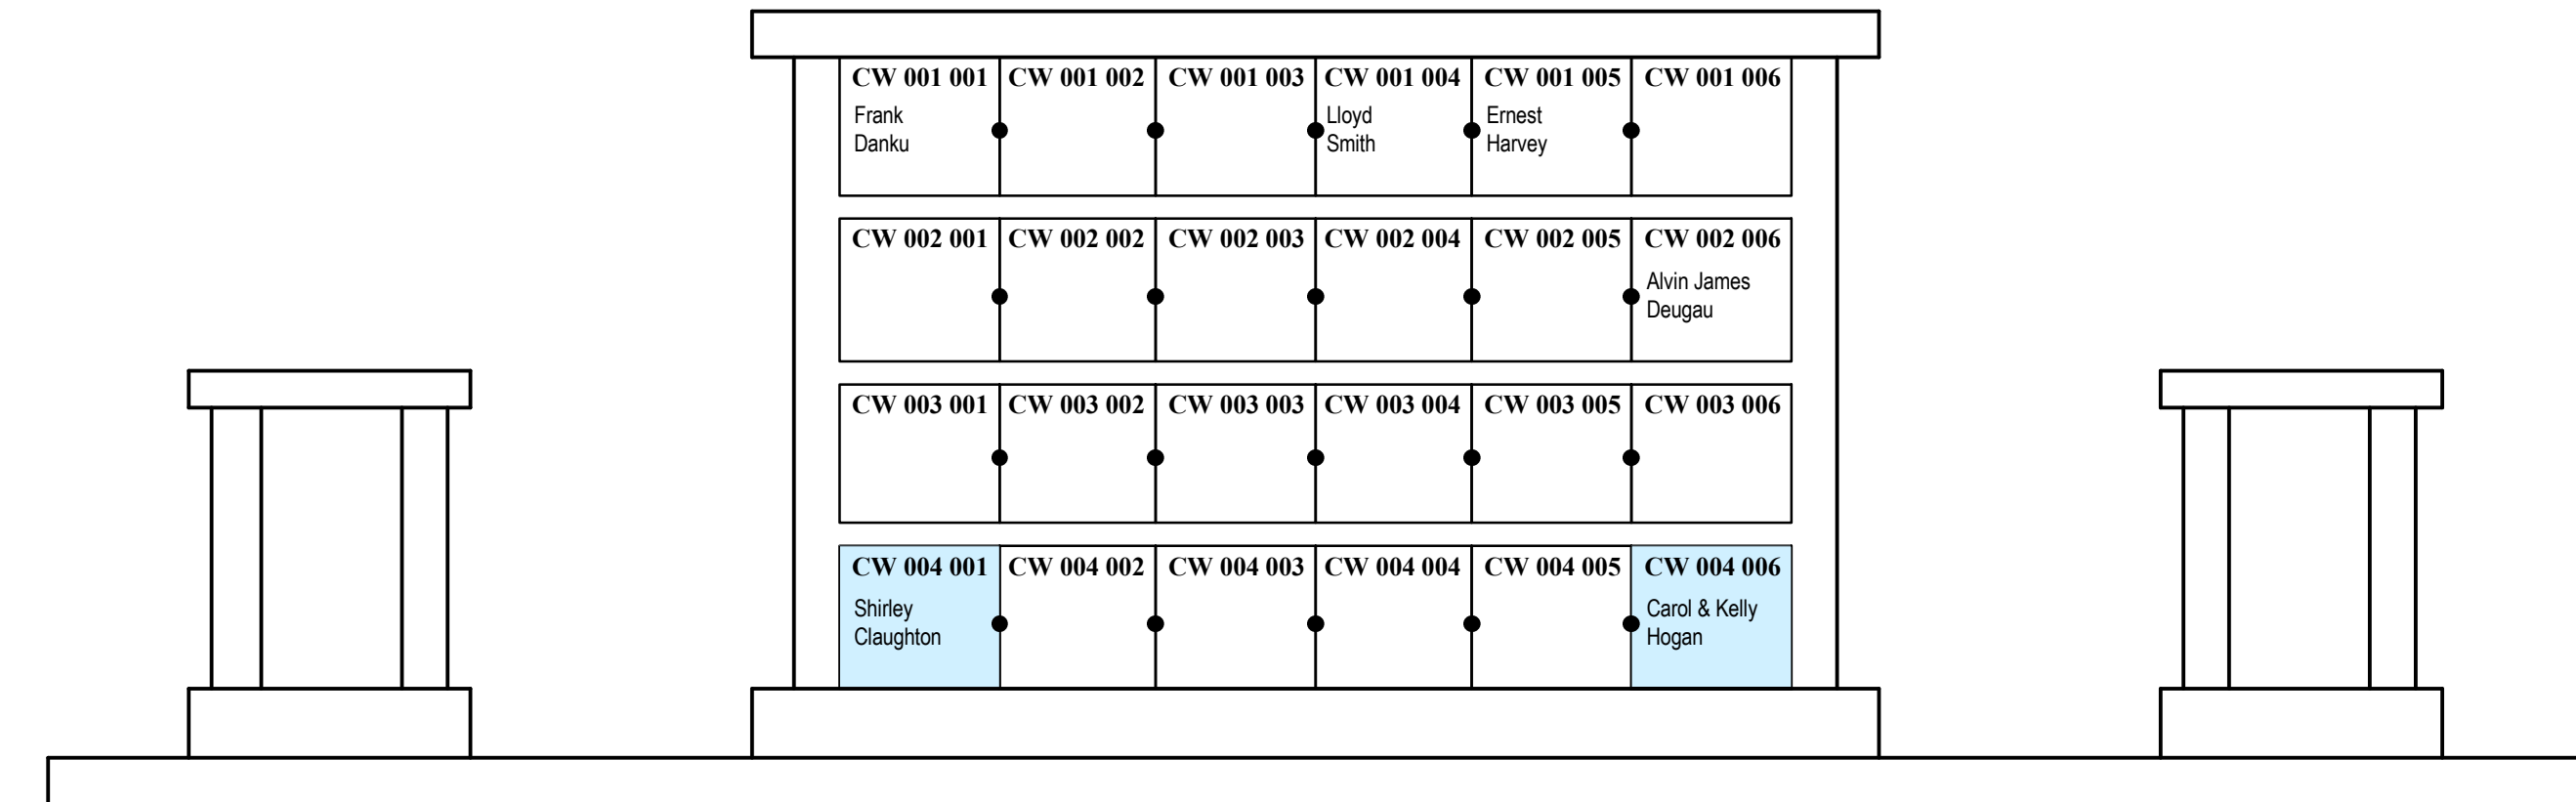 CW 001 001 CW 001 002 CW 001 003 CW 001 004 CW 001 005 CW 001 006
Frank Lloyd Ernest
Danku Smith Harvey
CW 002 001 CW 002 002 CW 002 003 CW 002 004 CW 002 005 CW 002 006
Alvin James
Deugau
CW 003 001 CW 003 002 CW 003 003 CW 003 004 CW 003 005 CW 003 006
CW 004 001 CW 004 002 CW 004 003 CW 004 004 CW 004 005 CW 004 006
Shirley Carol & Kelly
Claughton Hogan